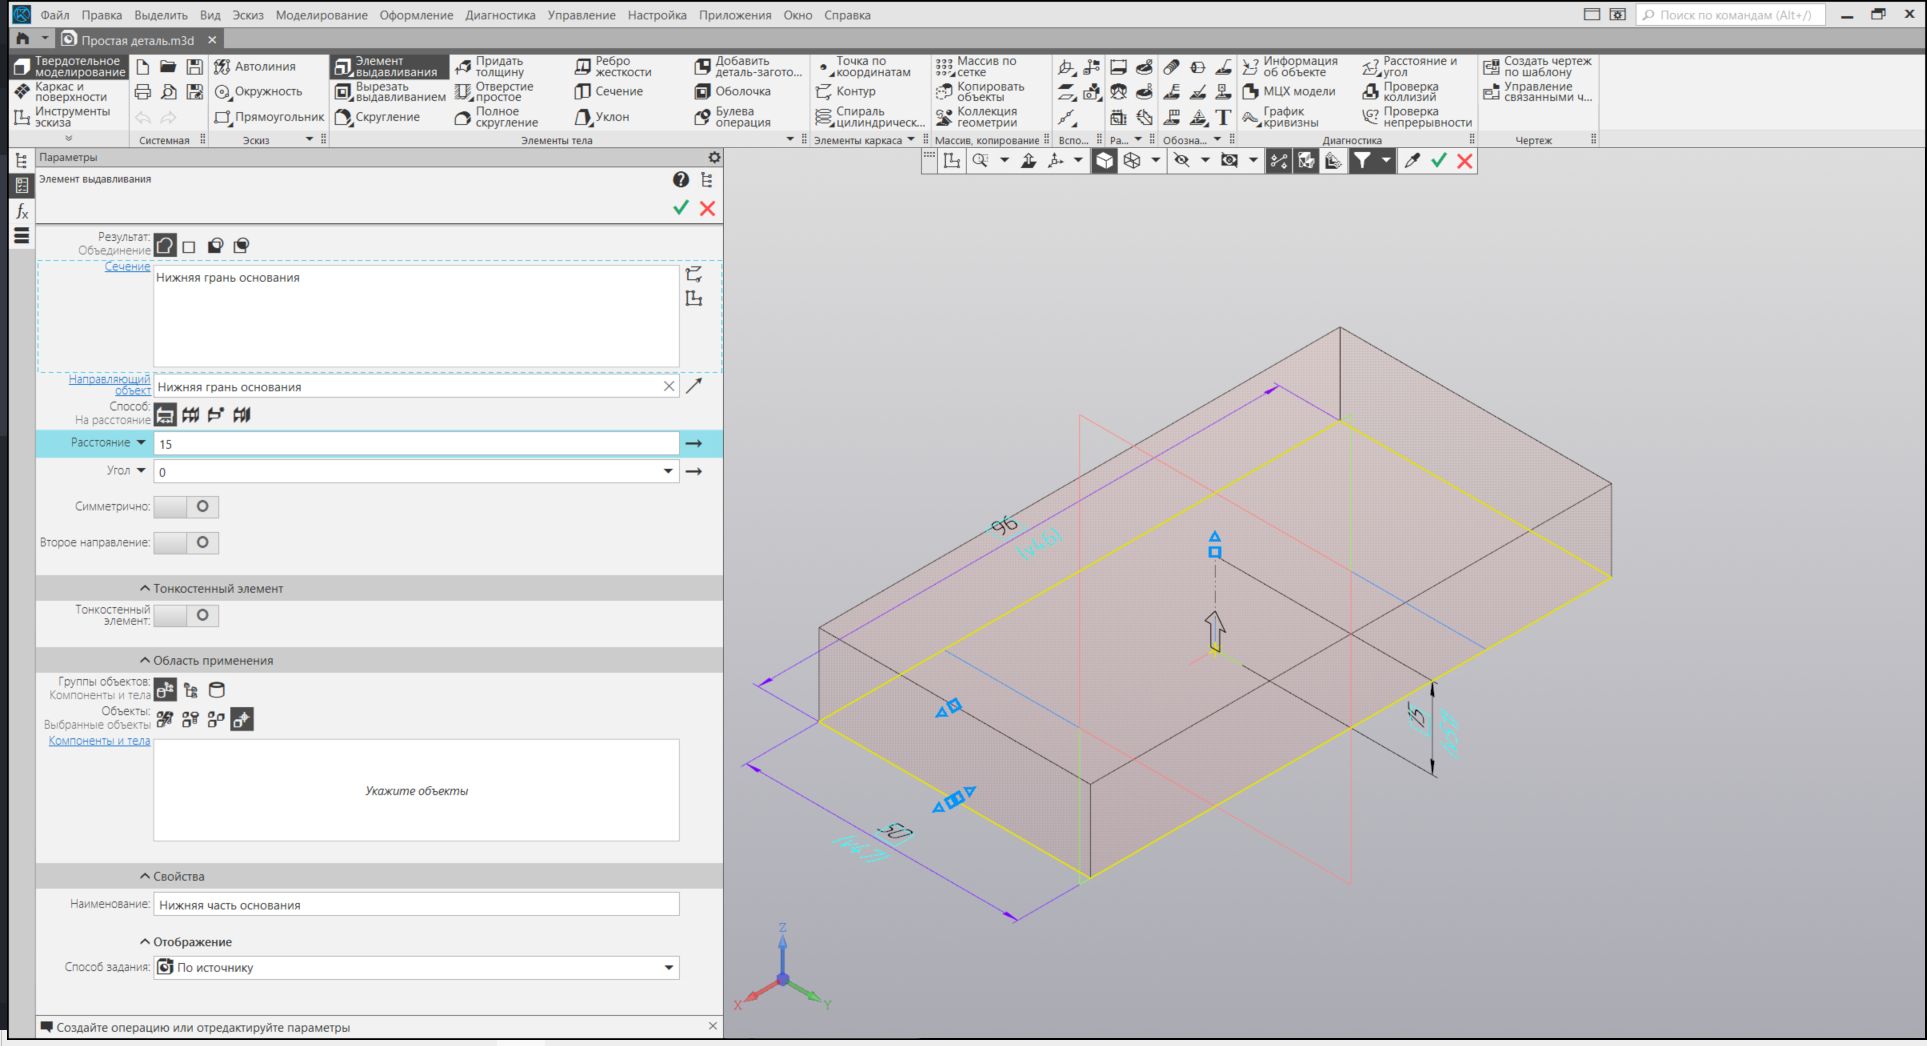 Файл Правка Выделить Вид Эскиз Моделирование Оформление Диагностика Управление Настройка Приложения Окно Справка
Поиск по командам (Alt+/)
Простая деталь.m3d
Твердотельное моделирование
Каркас и поверхности
Инструменты эскиза
Системная
Автолиния
Окружность
Прямоугольник
Эскиз
Элемент выдавливания
Вырезать выдавливанием
Скругление
Придать толщину
Отверстие простое
Полное скругление
Ребро жесткости
Сечение
Уклон
Добавить деталь-загото...
Оболочка
Булева операция
Элементы тела
Точка по координатам
Контур
Спираль цилиндрическ...
Элементы каркаса
Массив по сетке
Копировать объекты
Коллекция геометрии
Массив, копирование
Вспо...
Ра...
Обозна...
Информация об объекте
МЦХ модели
График кривизны
Расстояние и угол
Проверка коллизий
Проверка непрерывности
Диагностика
Создать чертеж по шаблону
Управление связанными ч...
Чертеж
Параметры
Элемент выдавливания
Результат:
Объединение
Сечение
Нижняя грань основания
Направляющий объект
Нижняя грань основания
Способ:
На расстояние
Расстояние
15
Угол
0
Симметрично:
Второе направление:
Тонкостенный элемент
Тонкостенный элемент:
Область применения
Группы объектов:
Компоненты и тела
Объекты:
Выбранные объекты
Компоненты и тела
Укажите объекты
Свойства
Наименование:
Нижняя часть основания
Отображение
Способ задания:
По источнику
Создайте операцию или отредактируйте параметры
96
(v46)
50
15
Z
X
Y